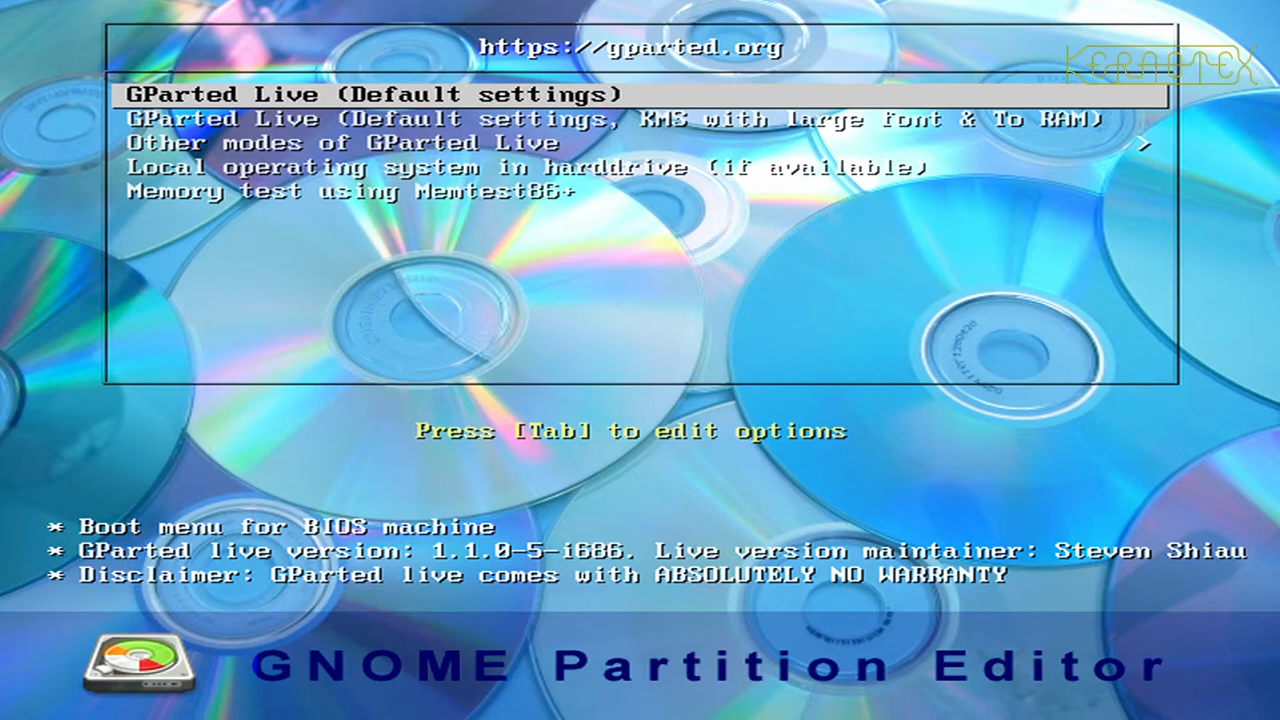 https://gparted.org
KERAOTEX
GParted Live (Default settings)
GParted Live (Default settings, KMS with large font & To RAM)
Other modes of GParted Live >
Local operating system in harddrive (if available)
Memory test using Memtest86+
Press [Tab] to edit options
* Boot menu for BIOS machine
* GParted live version: 1.1.0-5-i686. Live version maintainer: Steven Shiau
* Disclaimer: GParted live comes with ABSOLUTELY NO WARRANTY
GNOME Partition Editor